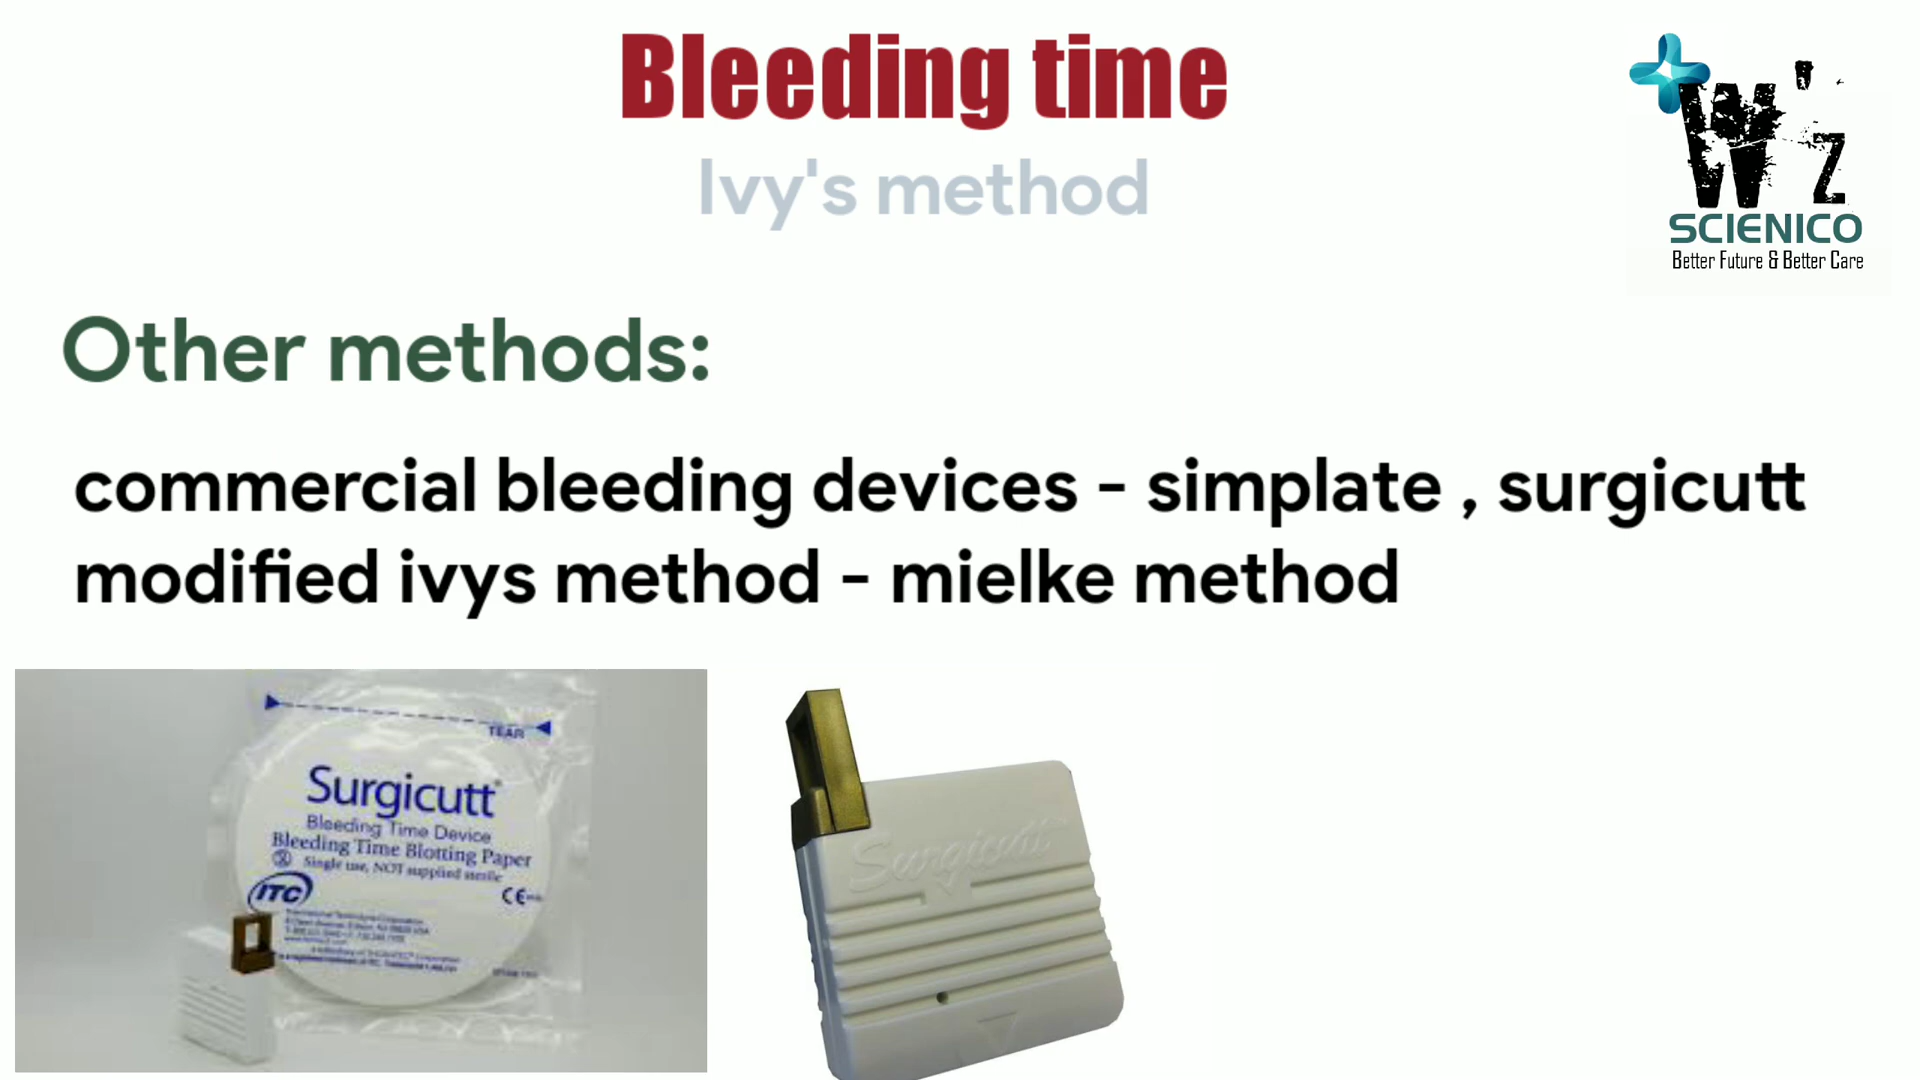 Bleeding time
Ivy's method
W'z
SCIENICO
Better Future & Better Care
Other methods:
commercial bleeding devices - simplate , surgicutt
modified ivys method - mielke method
TEAR
Surgicutt
Bleeding Time Device
Bleeding Time Blotting Paper
Single use, NOT supplied sterile
ITC
CE
Surgicutt